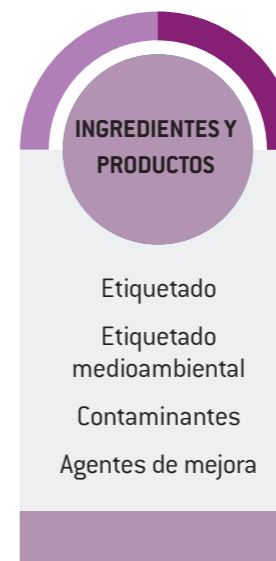 INGREDIENTES Y
PRODUCTOS
Etiquetado
Etiquetado
medioambiental
Contaminantes
Agentes de mejora